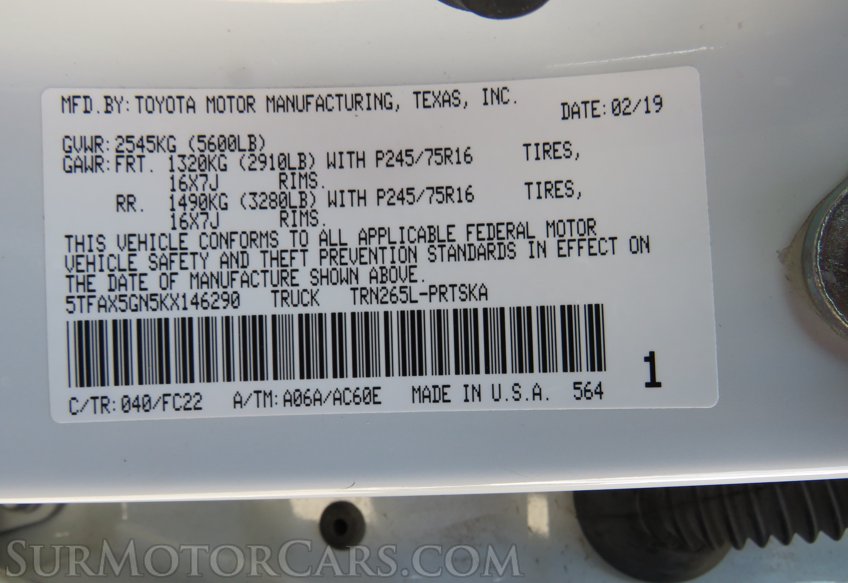 MFD.BY: TOYOTA MOTOR MANUFACTURING, TEXAS, INC. DATE: 02/19
GVWR: 2545KG (5600LB)
GAWR: FRT. 1320KG (2910LB) WITH P245/75R16 TIRES,
16X7J RIMS.
RR. 1490KG (3280LB) WITH P245/75R16 TIRES,
16X7J RIMS.
THIS VEHICLE CONFORMS TO ALL APPLICABLE FEDERAL MOTOR
VEHICLE SAFETY AND THEFT PREVENTION STANDARDS IN EFFECT ON
THE DATE OF MANUFACTURE SHOWN ABOVE.
5TFAX5GN5KX146290 TRUCK TRN265L-PRTSKA
1
C/TR: 040/FC22 A/TM: A06A/AC60E MADE IN U.S.A. 564
SURMOTORCARS.COM